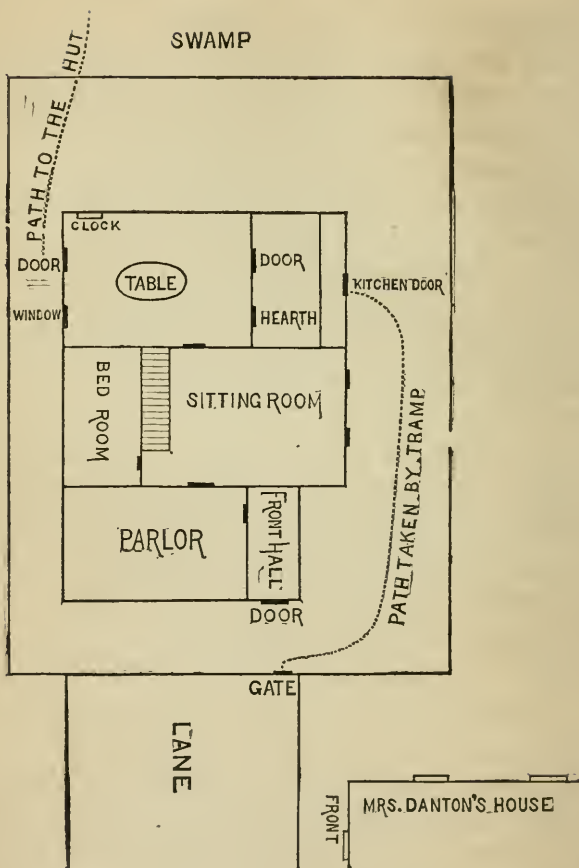 SWAMP
PATH TO THE HUT
CLOCK
DOOR
TABLE
DOOR
KITCHEN DOOR
WINDOW
HEARTH
BED ROOM
SITTING ROOM
PATH TAKEN BY TRAMP
PARLOR
FRONT HALL
DOOR
GATE
LANE
FRONT
MRS. DANTON'S HOUSE